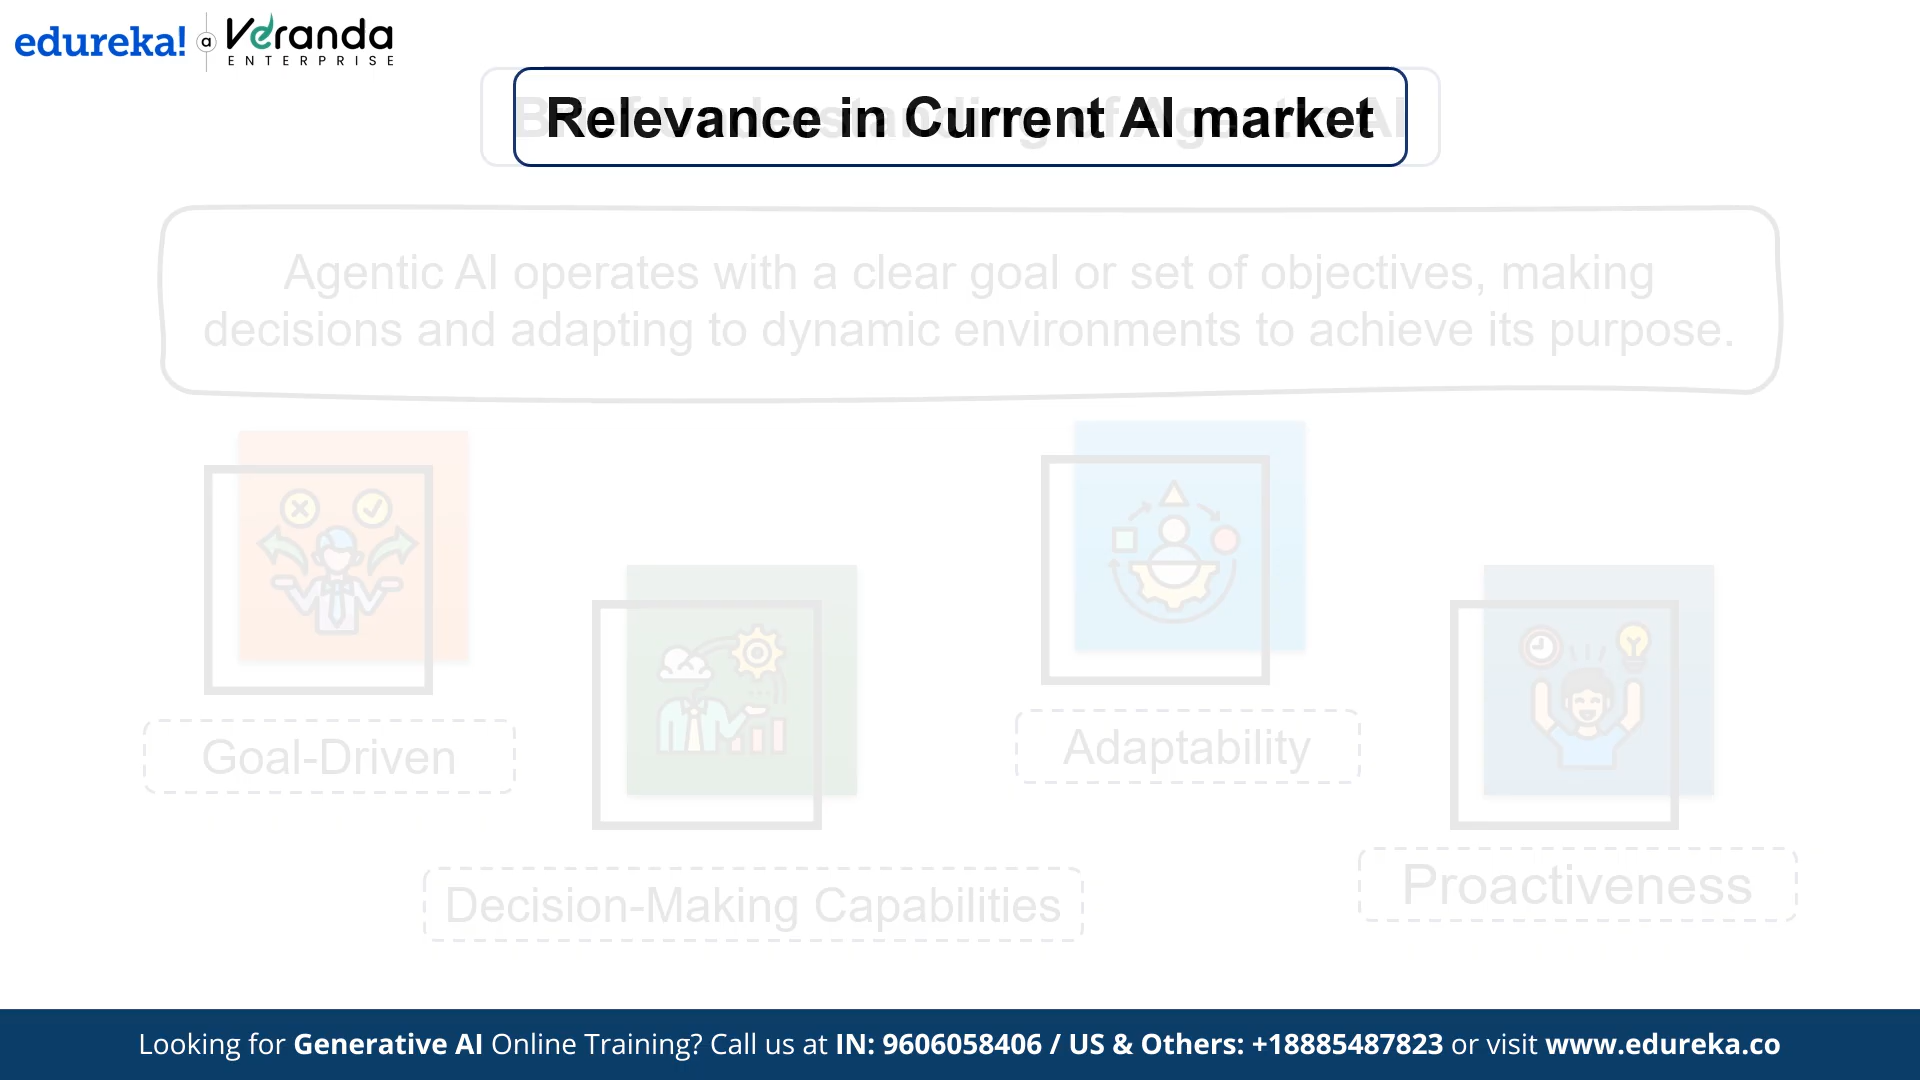 edureka! a Veranda
ENTERPRISE
Relevance in Current AI market
Agentic AI operates with a clear goal or set of objectives, making
decisions and adapting to dynamic environments to achieve its purpose.
Goal-Driven
Adaptability
Decision-Making Capabilities
Proactiveness
Looking for Generative AI Online Training? Call us at IN: 9606058406 / US & Others: +18885487823 or visit www.edureka.co